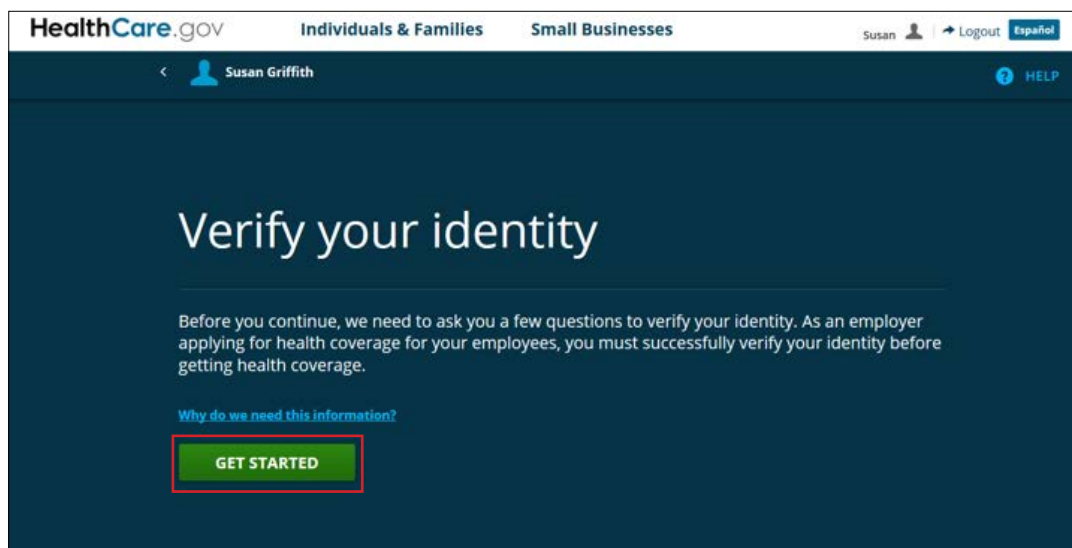 HealthCare.gov Individuals & Families Small Businesses Susan Logout Español
< Susan Griffith ? HELP
Verify your identity
Before you continue, we need to ask you a few questions to verify your identity. As an employer
applying for health coverage for your employees, you must successfully verify your identity before
getting health coverage.
Why do we need this information?
GET STARTED